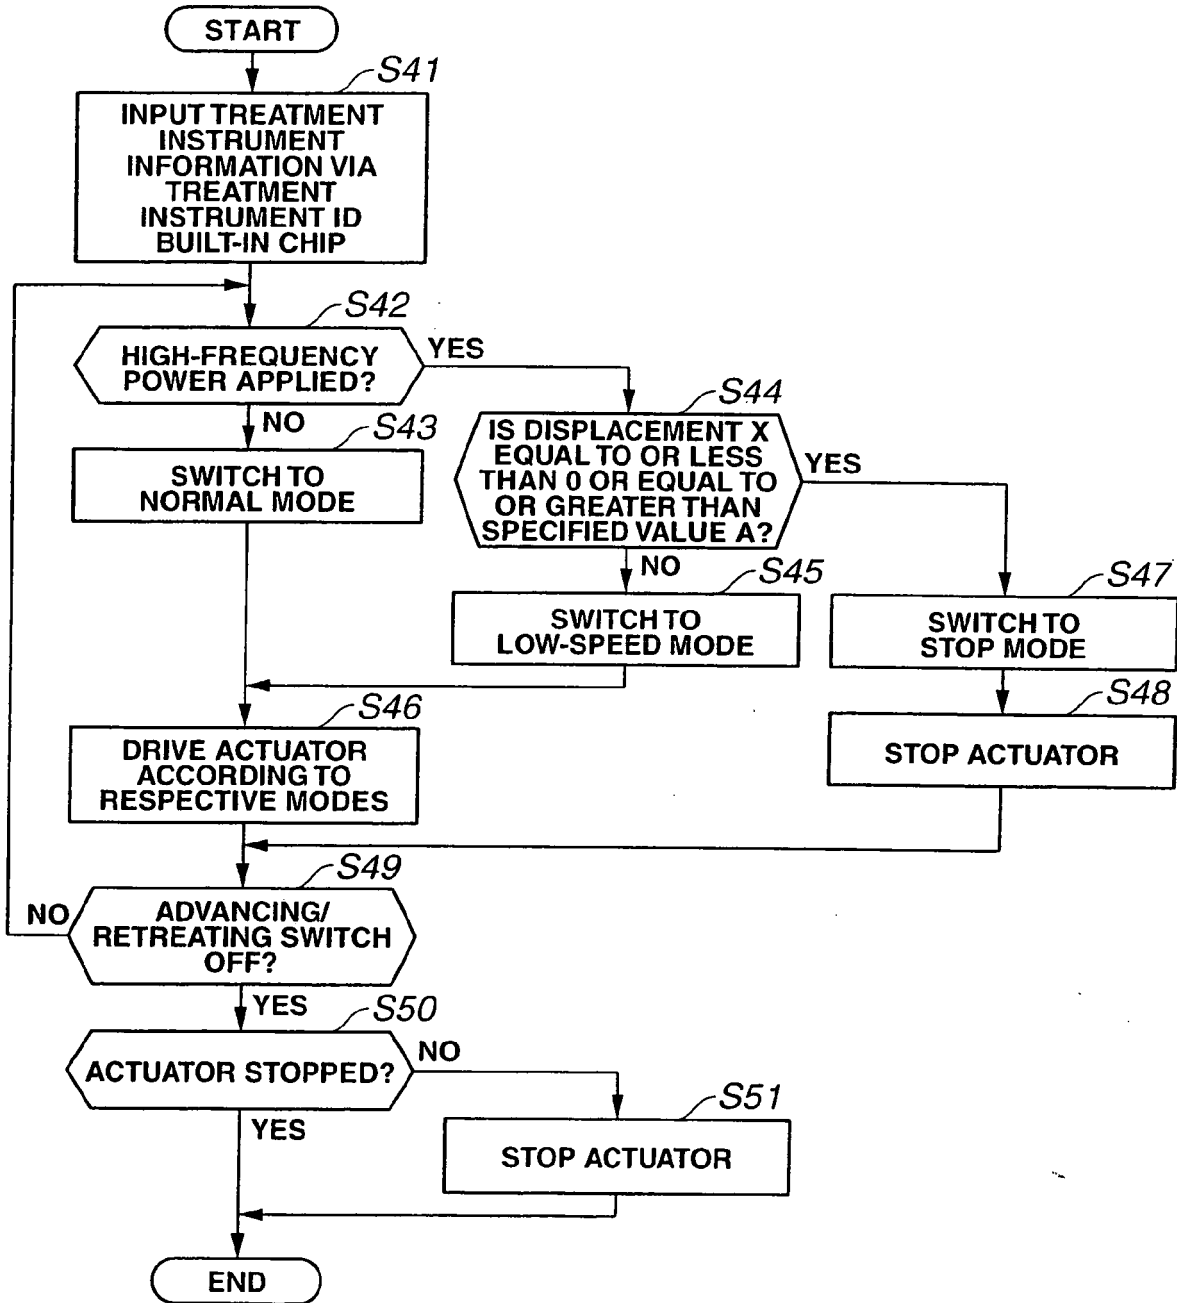 START
S41
INPUT TREATMENT
INSTRUMENT
INFORMATION VIA
TREATMENT
INSTRUMENT ID
BUILT-IN CHIP
S42
HIGH-FREQUENCY
POWER APPLIED?
YES
NO
S43
SWITCH TO
NORMAL MODE
S44
IS DISPLACEMENT X
EQUAL TO OR LESS
THAN 0 OR EQUAL TO
OR GREATER THAN
SPECIFIED VALUE A?
YES
NO
S45
SWITCH TO
LOW-SPEED MODE
S47
SWITCH TO
STOP MODE
S46
DRIVE ACTUATOR
ACCORDING TO
RESPECTIVE MODES
S48
STOP ACTUATOR
S49
NO
ADVANCING/
RETREATING SWITCH
OFF?
YES
S50
ACTUATOR STOPPED?
NO
YES
S51
STOP ACTUATOR
END